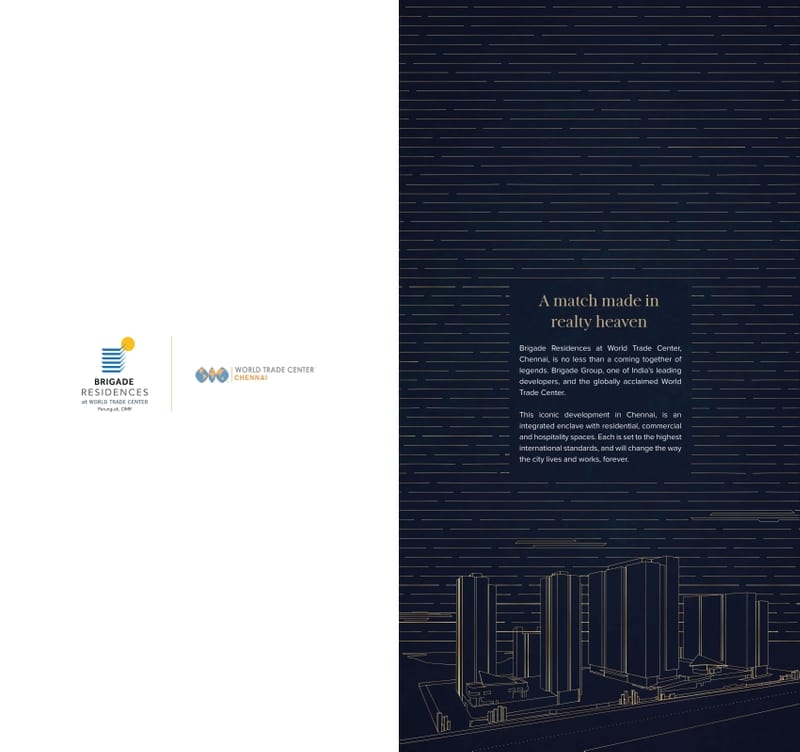 BRIGADE
RESIDENCES
at WORLD TRADE CENTER
Perungudi, OMR
WORLD TRADE CENTER
CHENNAI
A match made in
realty heaven
Brigade Residences at World Trade Center,
Chennai, is no less than a coming together of
legends. Brigade Group, one of India's leading
developers, and the globally acclaimed World
Trade Center.
This iconic development in Chennai, is an
integrated enclave with residential, commercial
and hospitality spaces. Each is set to the highest
international standards, and will change the way
the city lives and works, forever.